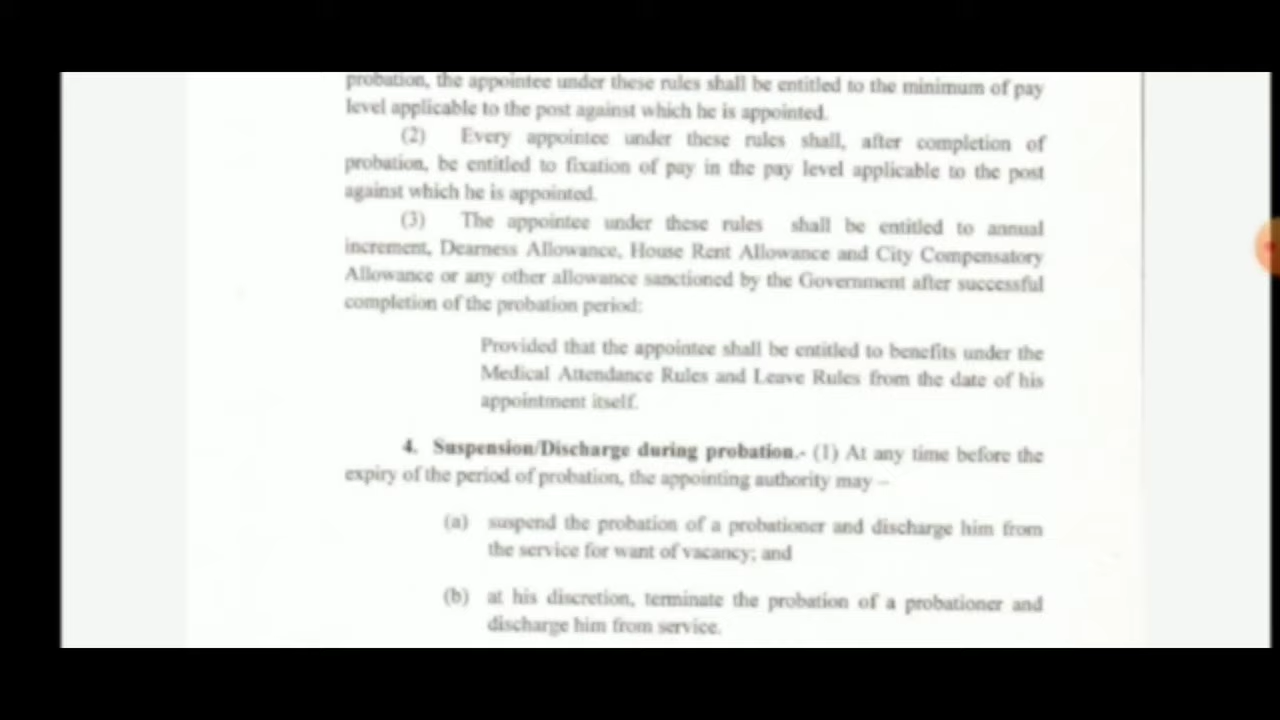 probation, the appointee under these rules shall be entitled to the minimum of pay
level applicable to the post against which he is appointed.
(2) Every appointee under these rules shall, after completion of
probation, be entitled to fixation of pay in the pay level applicable to the post
against which he is appointed.
(3) The appointee under these rules shall be entitled to annual
increment, Dearness Allowance, House Rent Allowance and City Compensatory
Allowance or any other allowance sanctioned by the Government after successful
completion of the probation period:
Provided that the appointee shall be entitled to benefits under the
Medical Attendance Rules and Leave Rules from the date of his
appointment itself.
4. Suspension/Discharge during probation.- (1) At any time before the
expiry of the period of probation, the appointing authority may –
(a) suspend the probation of a probationer and discharge him from
the service for want of vacancy; and
(b) at his discretion, terminate the probation of a probationer and
discharge him from service.